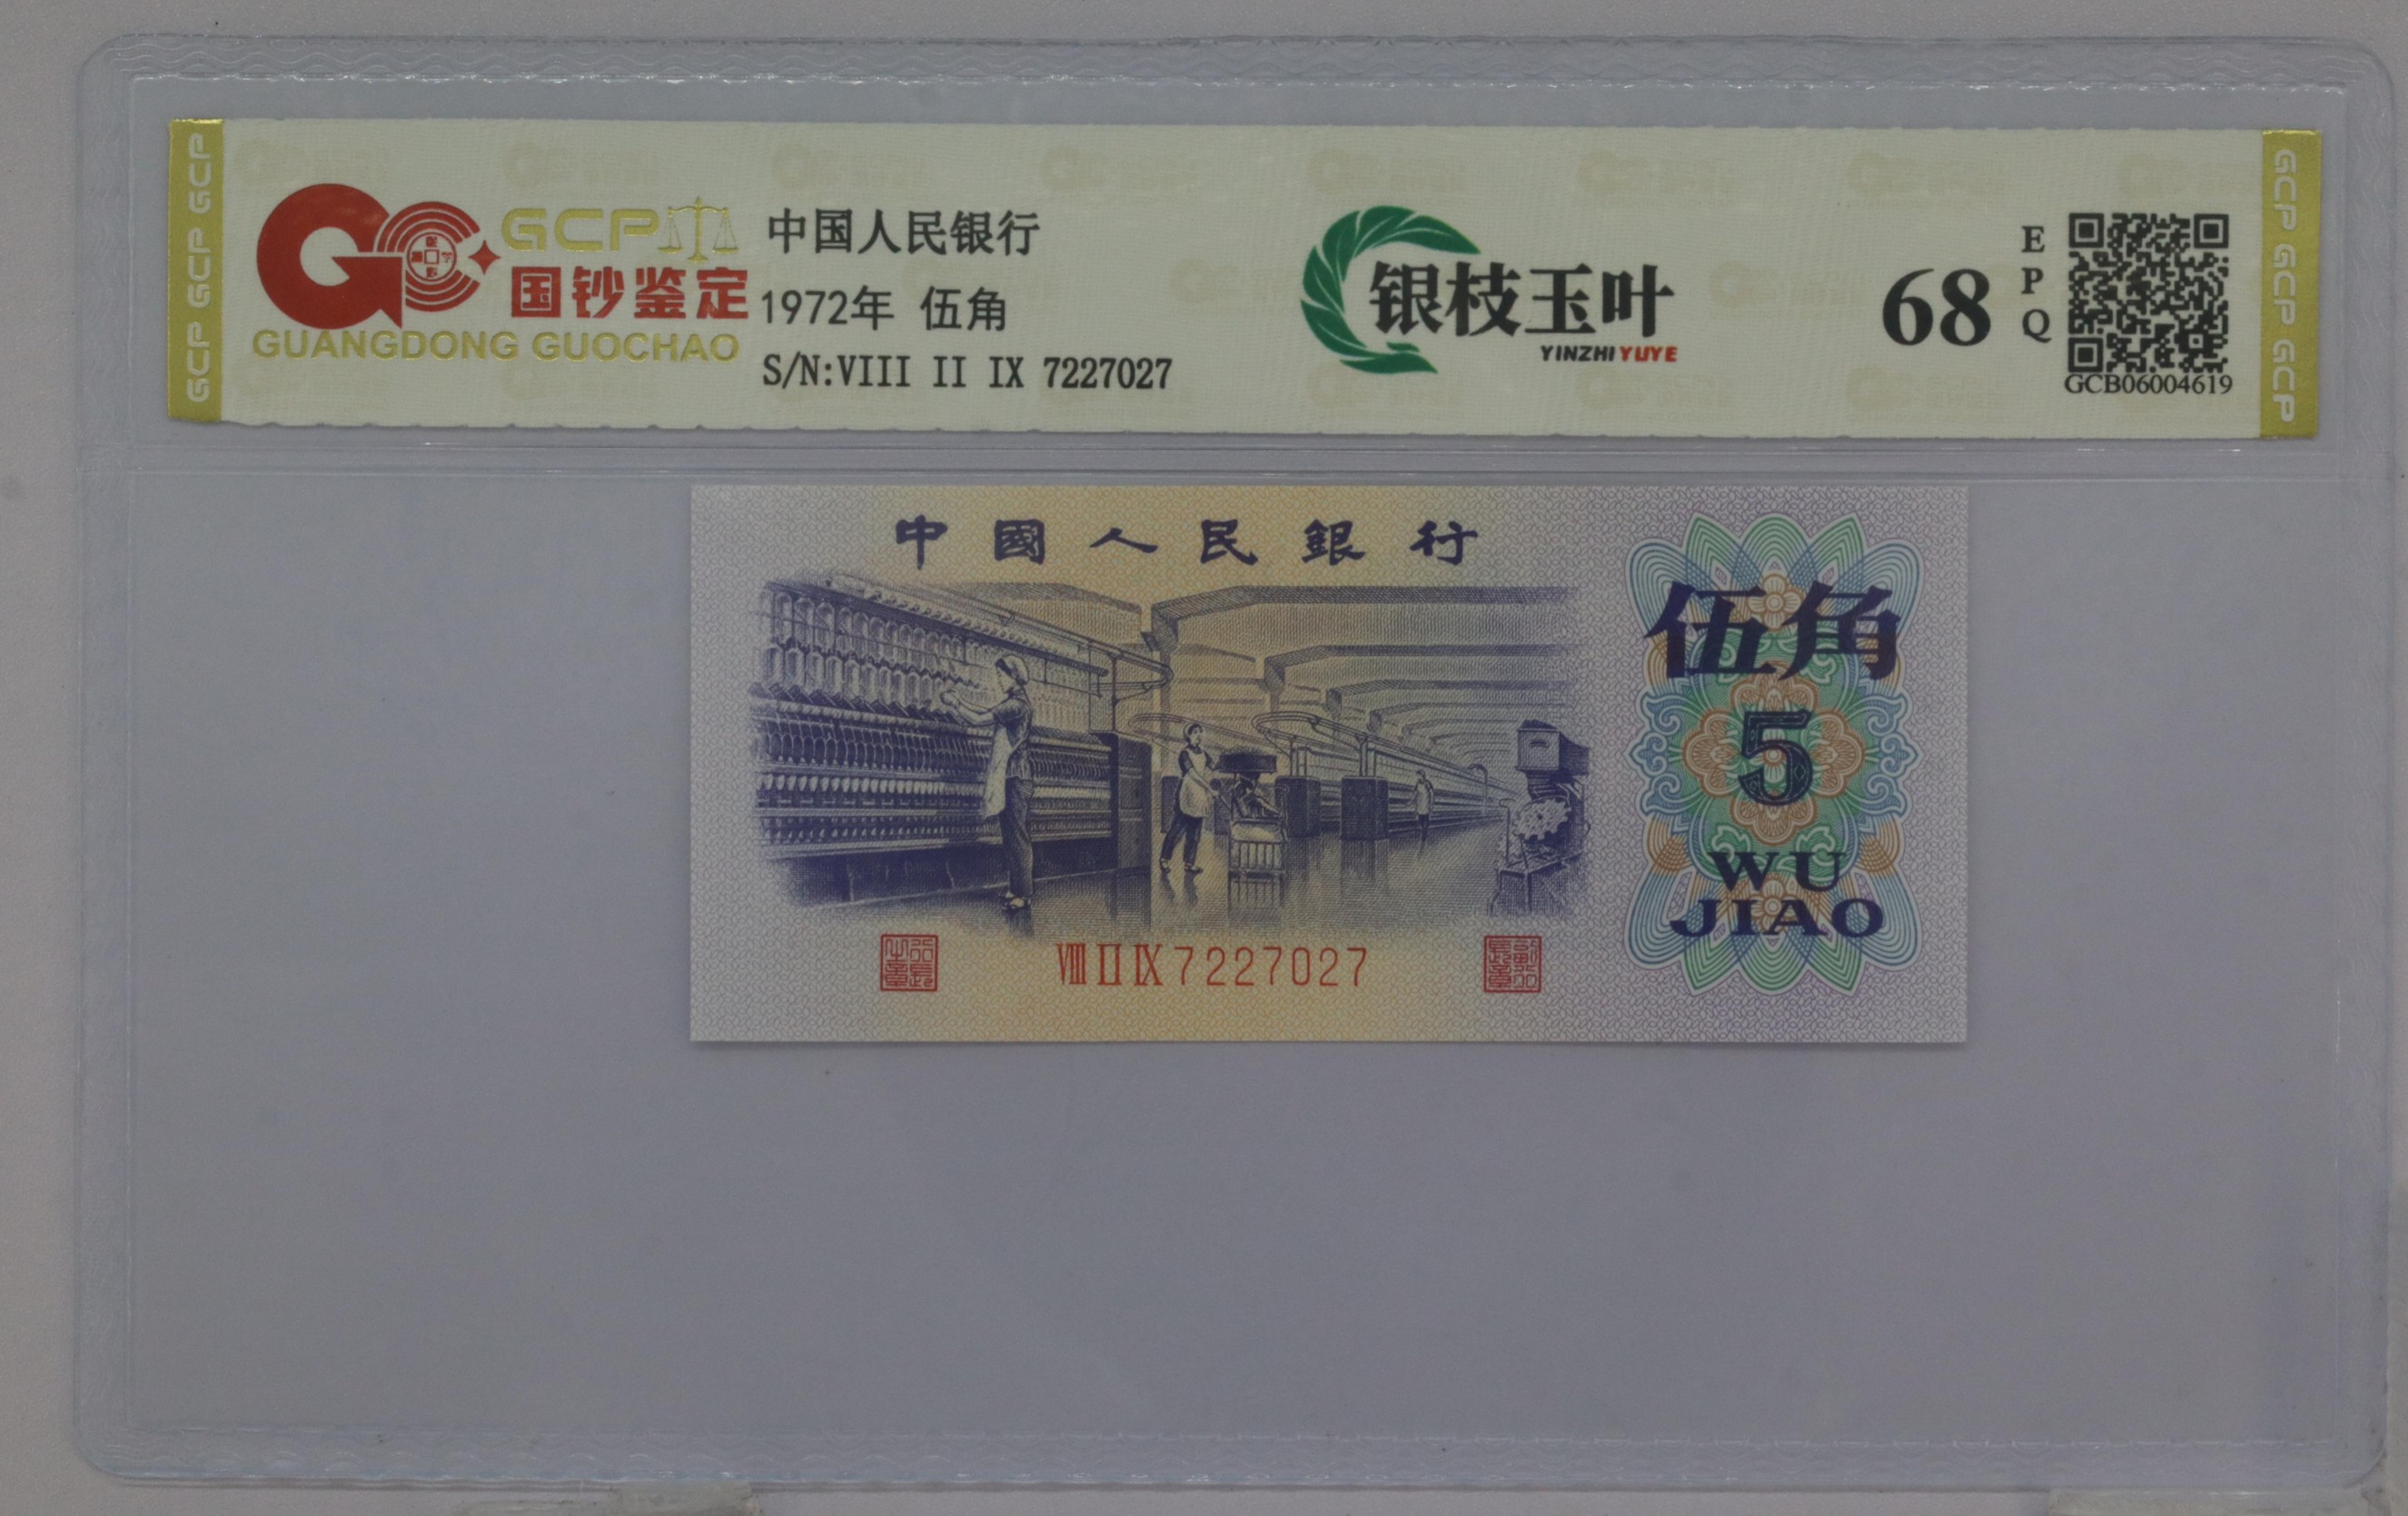 GCP GCP GCP
GCP
国钞鉴定
GUANGDONG GUOCHAO
中国人民银行
1972年 伍角
S/N:VIII II IX 7227027
银枝玉叶
YINZHI YUYE
68
EPQ
GCB06004619
GCP GCP GCP
中國人民銀行
伍角
5
WU
JIAO
VIII II IX 7227027